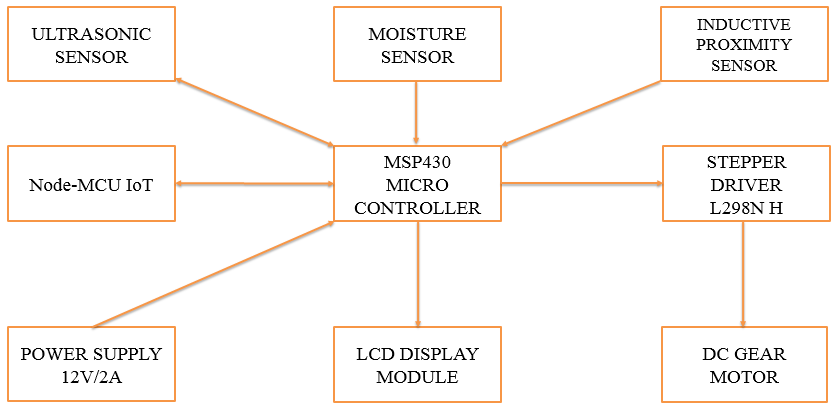 ULTRASONIC
SENSOR
MOISTURE
SENSOR
INDUCTIVE
PROXIMITY
SENSOR
Node-MCU IoT
MSP430
MICRO
CONTROLLER
STEPPER
DRIVER
L298N H
POWER SUPPLY
12V/2A
LCD DISPLAY
MODULE
DC GEAR
MOTOR